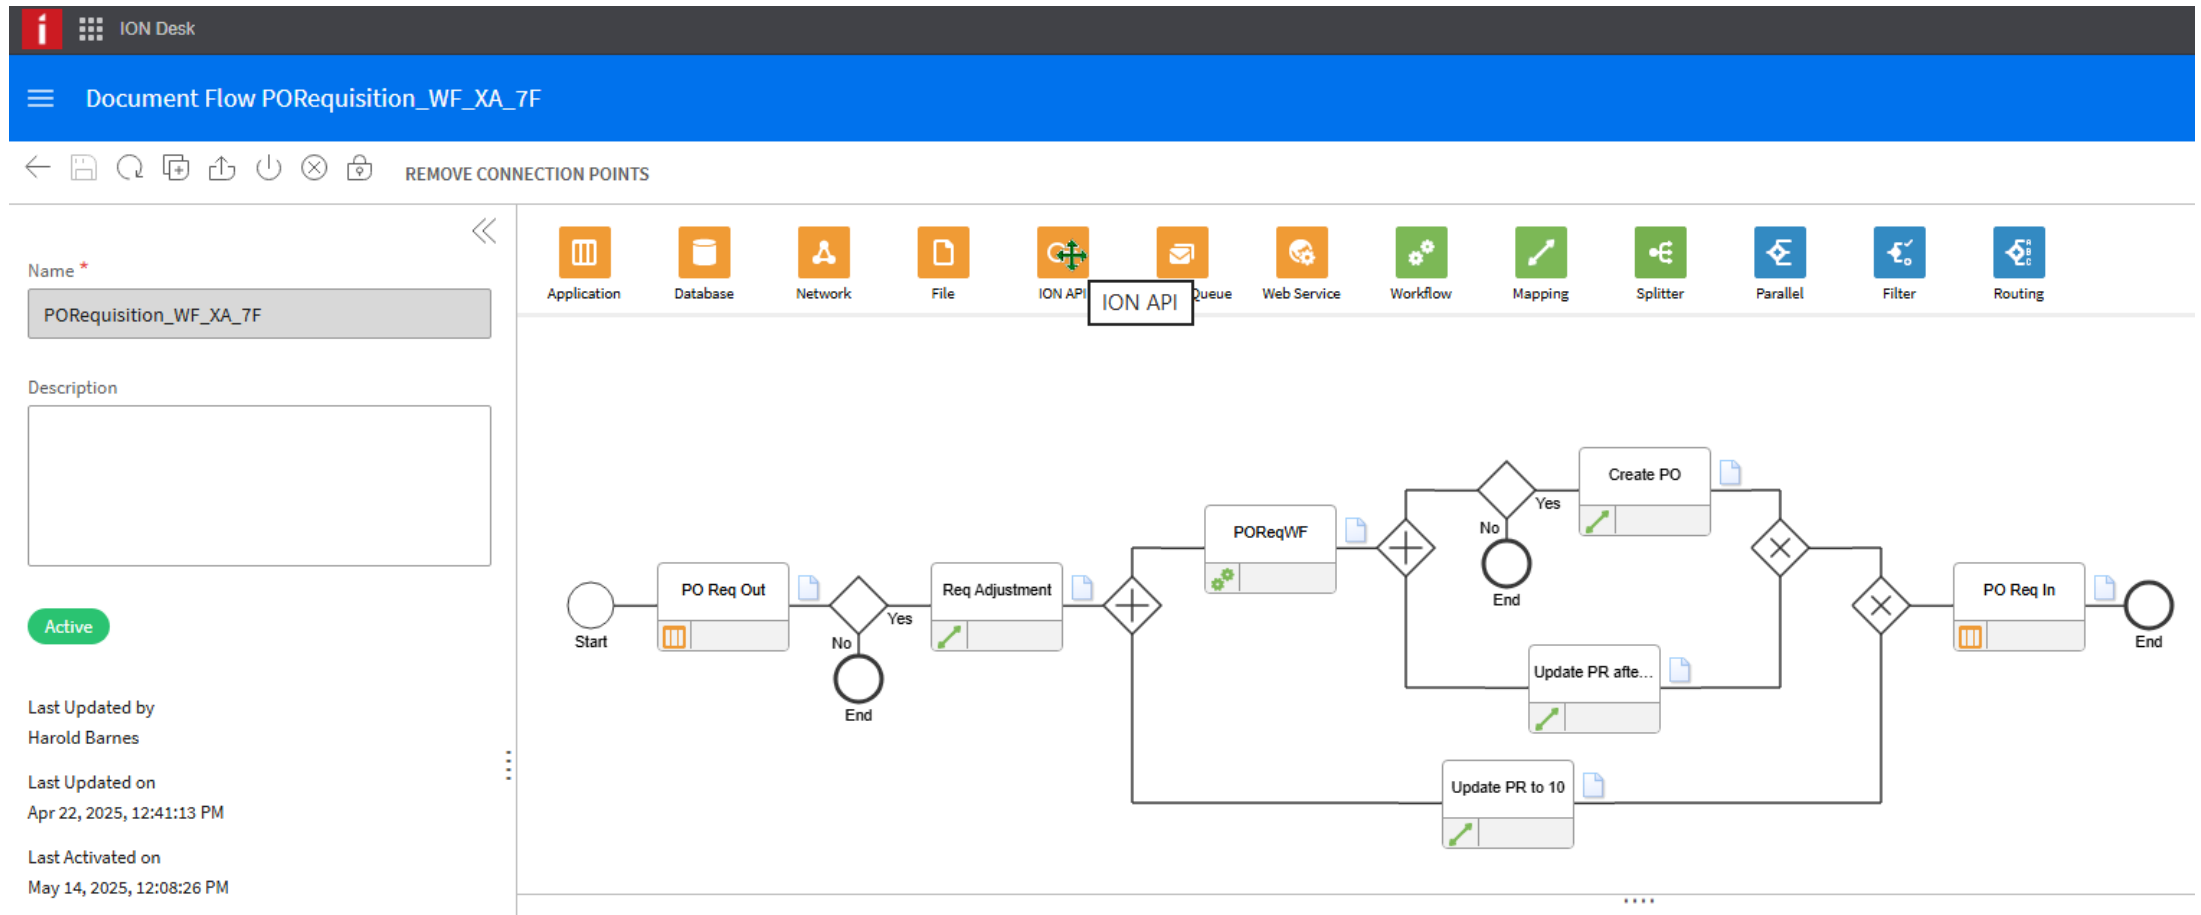 ION Desk
Document Flow PORequisition_WF_XA_7F
REMOVE CONNECTION POINTS
Name *
PORequisition_WF_XA_7F
Description
Active
Last Updated by
Harold Barnes
Last Updated on
Apr 22, 2025, 12:41:13 PM
Last Activated on
May 14, 2025, 12:08:26 PM
Application
Database
Network
File
ION API
ION API
Queue
Web Service
Workflow
Mapping
Splitter
Parallel
Filter
Routing
Start
PO Req Out
Yes
No
End
Req Adjustment
POReqWF
Yes
No
End
Create PO
Update PR afte...
Update PR to 10
PO Req In
End